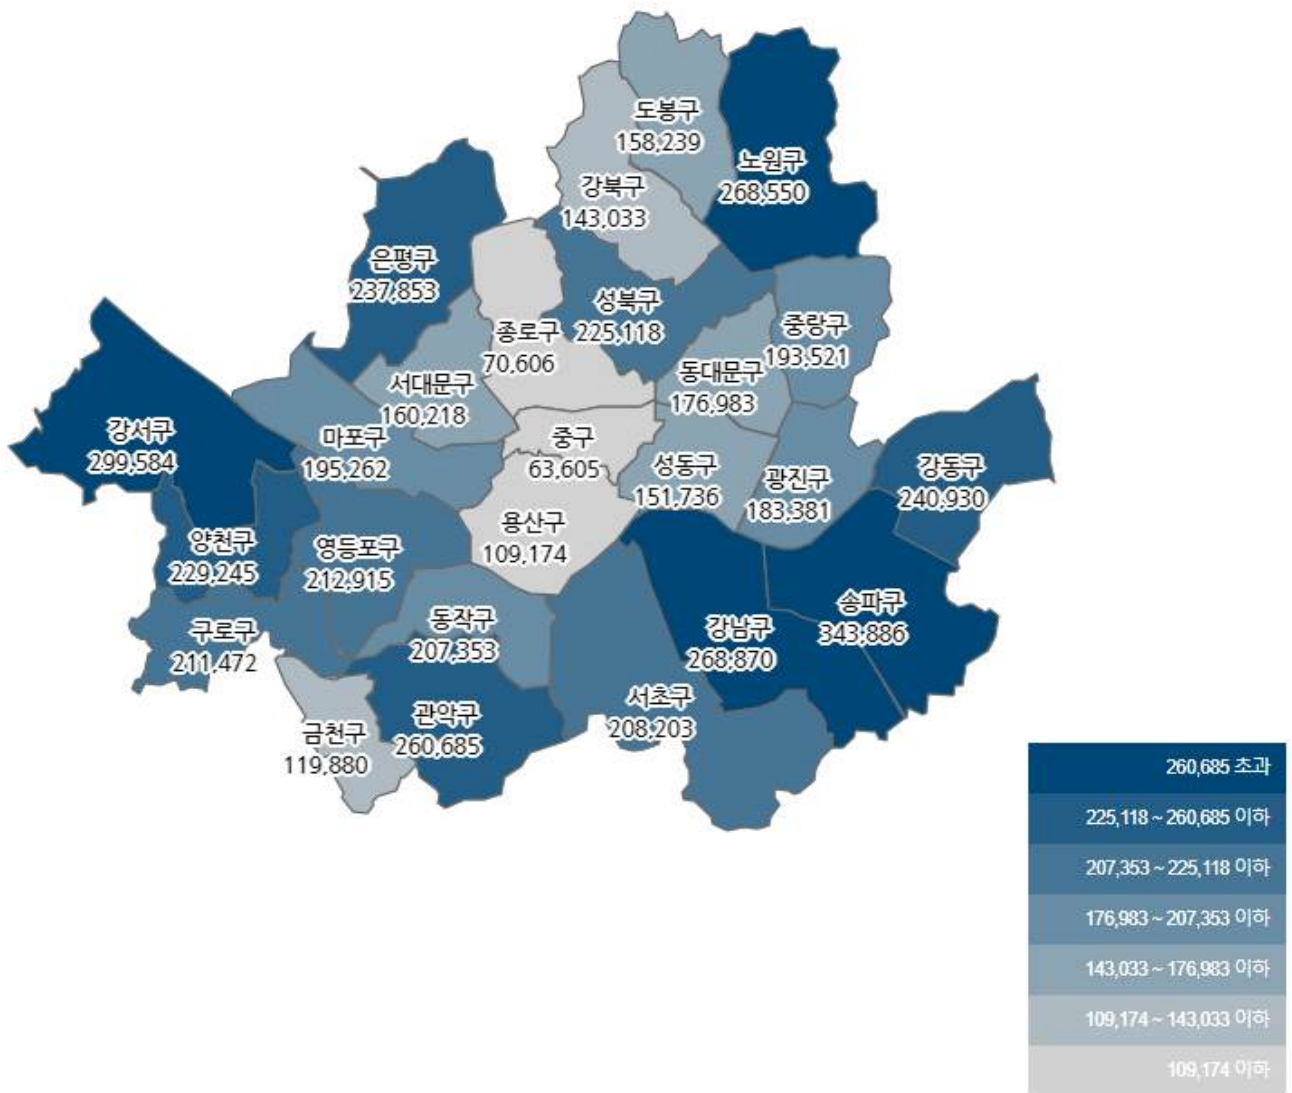 도봉구
158,239
노원구
268,550
강북구
143,033
은평구
237,853
성북구
225,118
종로구
70,606
중랑구
193,521
동대문구
176,983
서대문구
160,218
강서구
299,584
마포구
195,262
중구
63,605
성동구
151,736
광진구
183,381
강동구
240,930
양천구
229,245
영등포구
212,915
용산구
109,174
구로구
211,472
동작구
207,353
강남구
268,870
송파구
343,886
금천구
119,880
관악구
260,685
서초구
208,203
260,685 초과
225,118 ~ 260,685 이하
207,353 ~ 225,118 이하
176,983 ~ 207,353 이하
143,033 ~ 176,983 이하
109,174 ~ 143,033 이하
109,174 이하